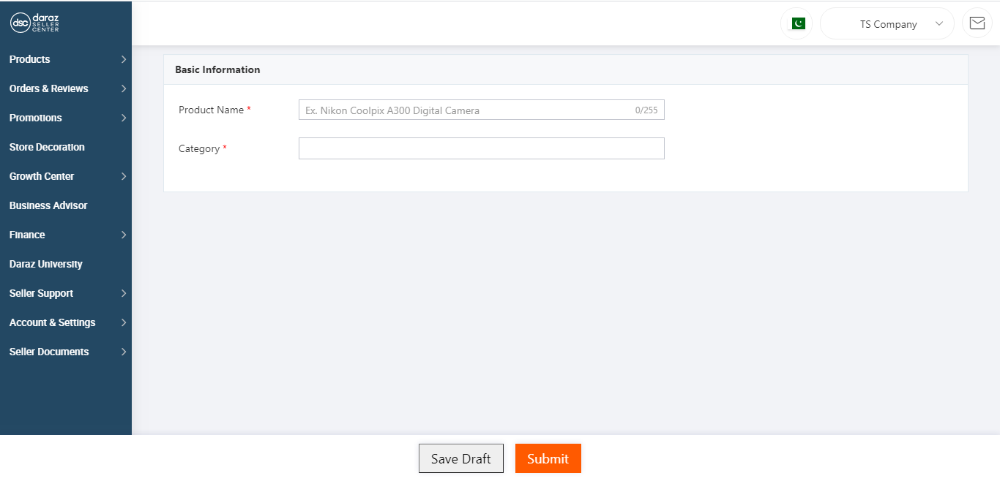 dsc daraz
SELLER
CENTER
TS Company
Products
Orders & Reviews
Promotions
Store Decoration
Growth Center
Business Advisor
Finance
Daraz University
Seller Support
Account & Settings
Seller Documents
Basic Information
Product Name *
Ex. Nikon Coolpix A300 Digital Camera 0/255
Category *
Save Draft Submit